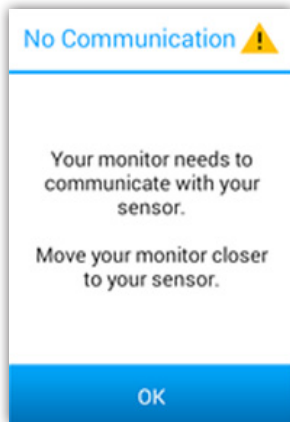 No Communication
Your monitor needs to
communicate with your
sensor.
Move your monitor closer
to your sensor.
OK